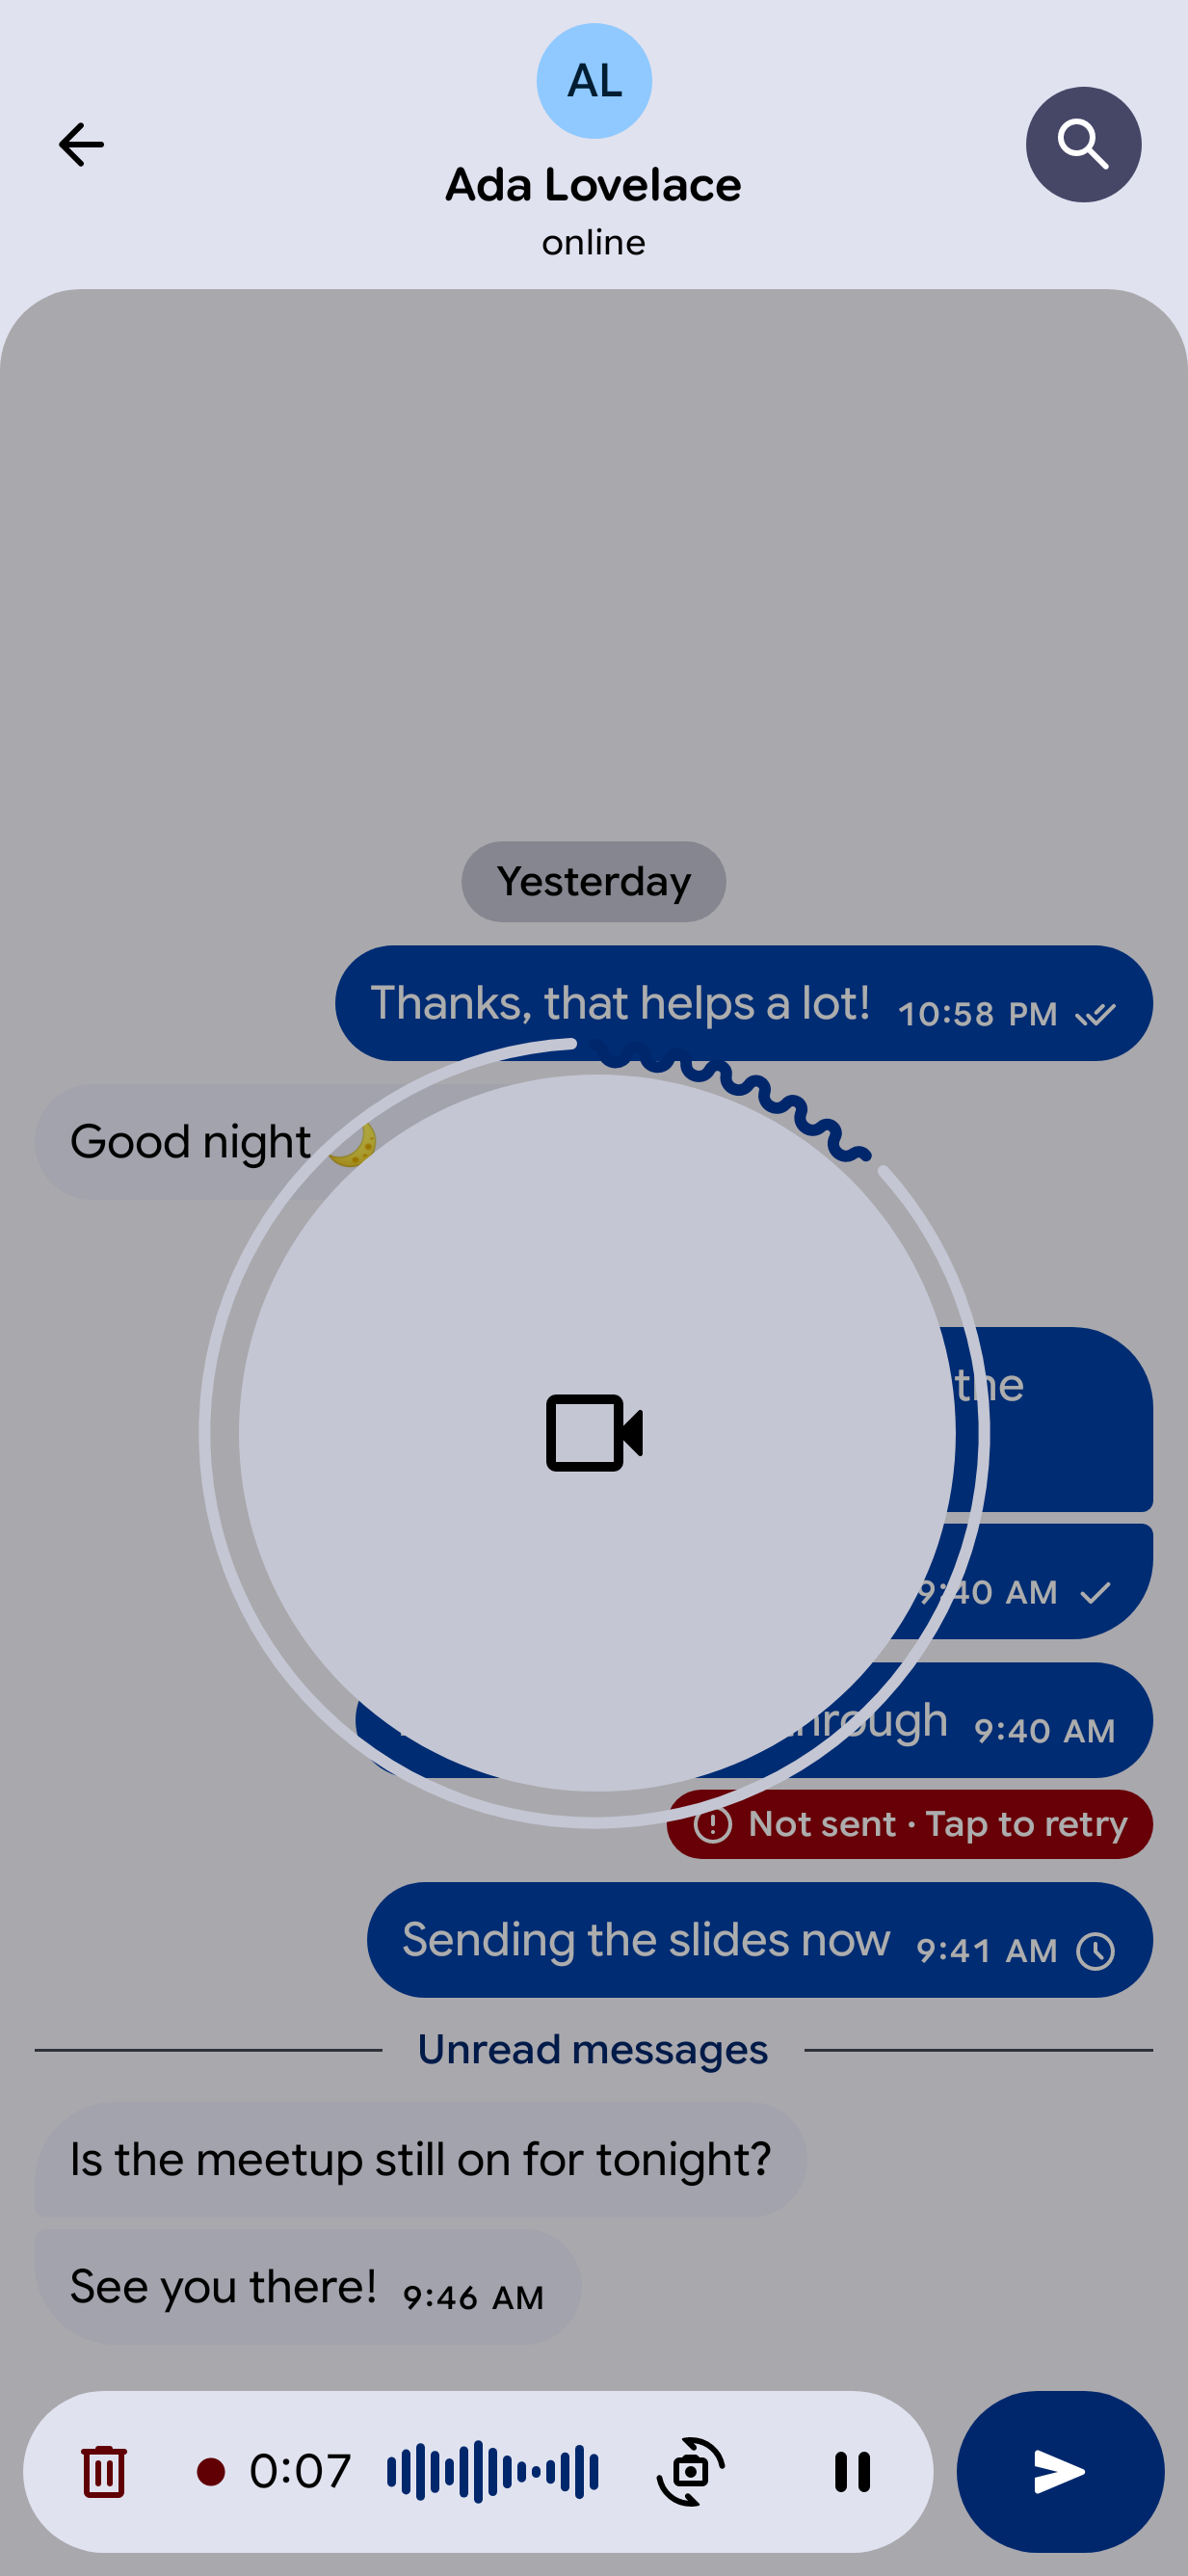 AL
Ada Lovelace
online
Yesterday
Thanks, that helps a lot! 10:58 PM
Good night 🌙
the
9:40 AM
9:40 AM
Not sent · Tap to retry
Sending the slides now 9:41 AM
Unread messages
Is the meetup still on for tonight?
See you there! 9:46 AM
0:07